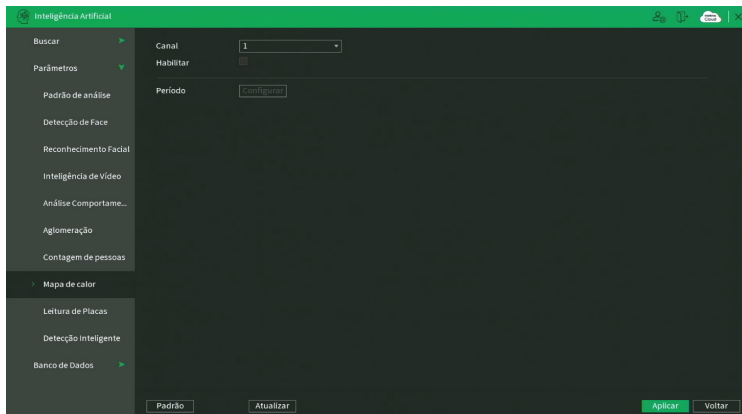 Inteligência Artificial
Cloud
Buscar
Canal
1
Habilitar
Parâmetros
Período
Configurar
Padrão de análise
Detecção de Face
Reconhecimento Facial
Inteligência de Vídeo
Análise Comportame...
Aglomeração
Contagem de pessoas
Mapa de calor
Leitura de Placas
Detecção Inteligente
Banco de Dados
Padrão
Atualizar
Aplicar
Voltar